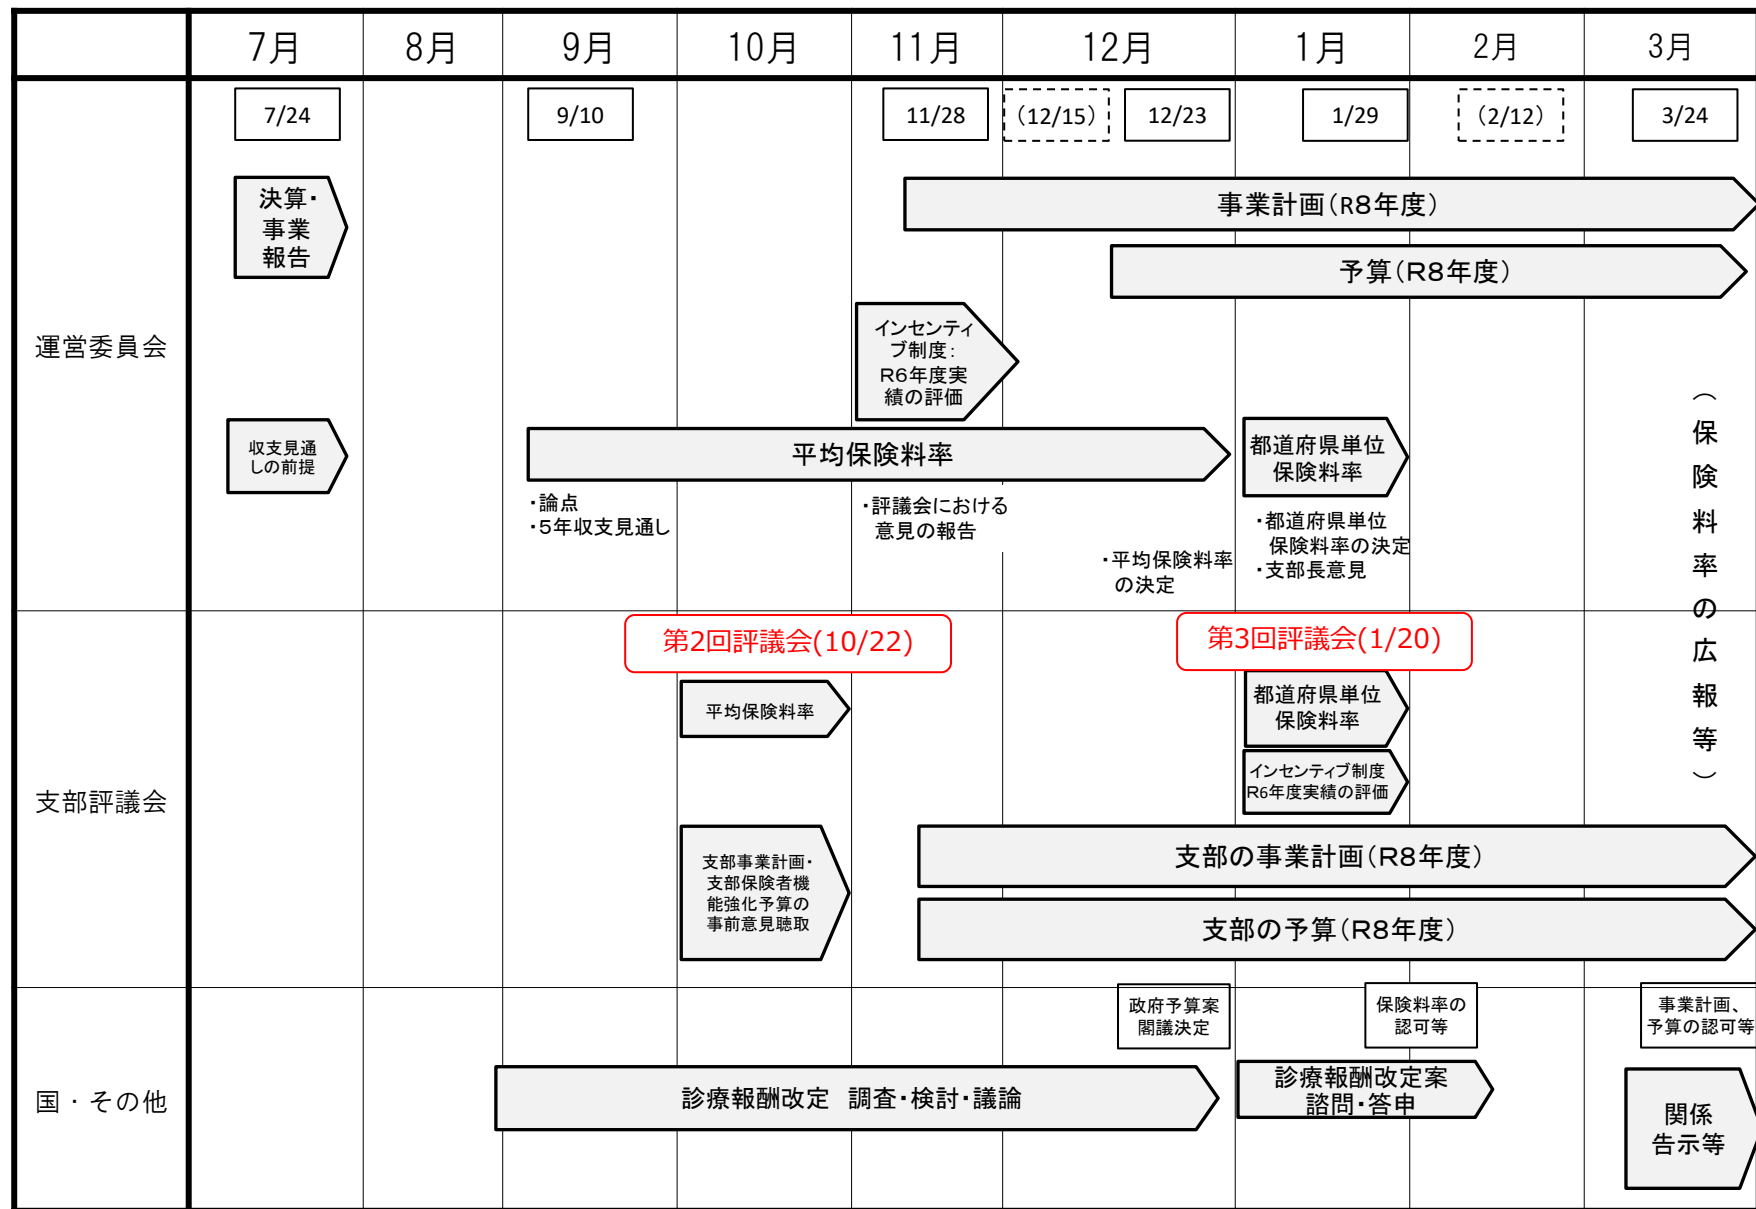 7月
8月
9月
10月
11月
12月
1月
2月
3月
運営委員会
7/24
9/10
11/28
（12/15）
12/23
1/29
（2/12）
3/24
決算・
事業
報告
事業計画（R8年度）
予算（R8年度）
インセンティ
ブ制度：
R6年度実
績の評価
収支見通
しの前提
平均保険料率
都道府県単位
保険料率
・論点
・5年収支見通し
・評議会における
意見の報告
・平均保険料率
の決定
・都道府県単位
保険料率の決定
・支部長意見
（保険料率の広報等）
支部評議会
第2回評議会(10/22)
第3回評議会(1/20)
平均保険料率
都道府県単位
保険料率
インセンティブ制度
R6年度実績の評価
支部事業計画・
支部保険者機
能強化予算の
事前意見聴取
支部の事業計画（R8年度）
支部の予算（R8年度）
国・その他
政府予算案
閣議決定
保険料率の
認可等
事業計画、
予算の認可等
診療報酬改定　調査・検討・議論
診療報酬改定案
諮問・答申
関係
告示等